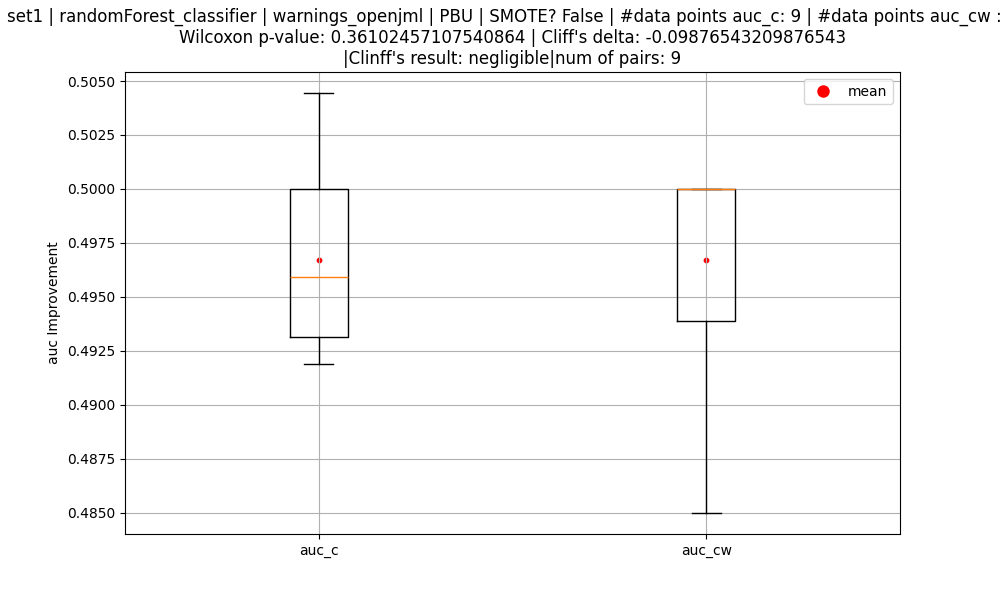 set1 | randomForest_classifier | warnings_openjml | PBU | SMOTE? False | #data points auc_c: 9 | #data points auc_cw :
Wilcoxon p-value: 0.36102457107540864 | Cliff's delta: -0.09876543209876543
|Clinff's result: negligible|num of pairs: 9
mean
0.5050
0.5025
0.5000
0.4975
0.4950
0.4925
0.4900
0.4875
0.4850
auc Improvement
auc_c
auc_cw